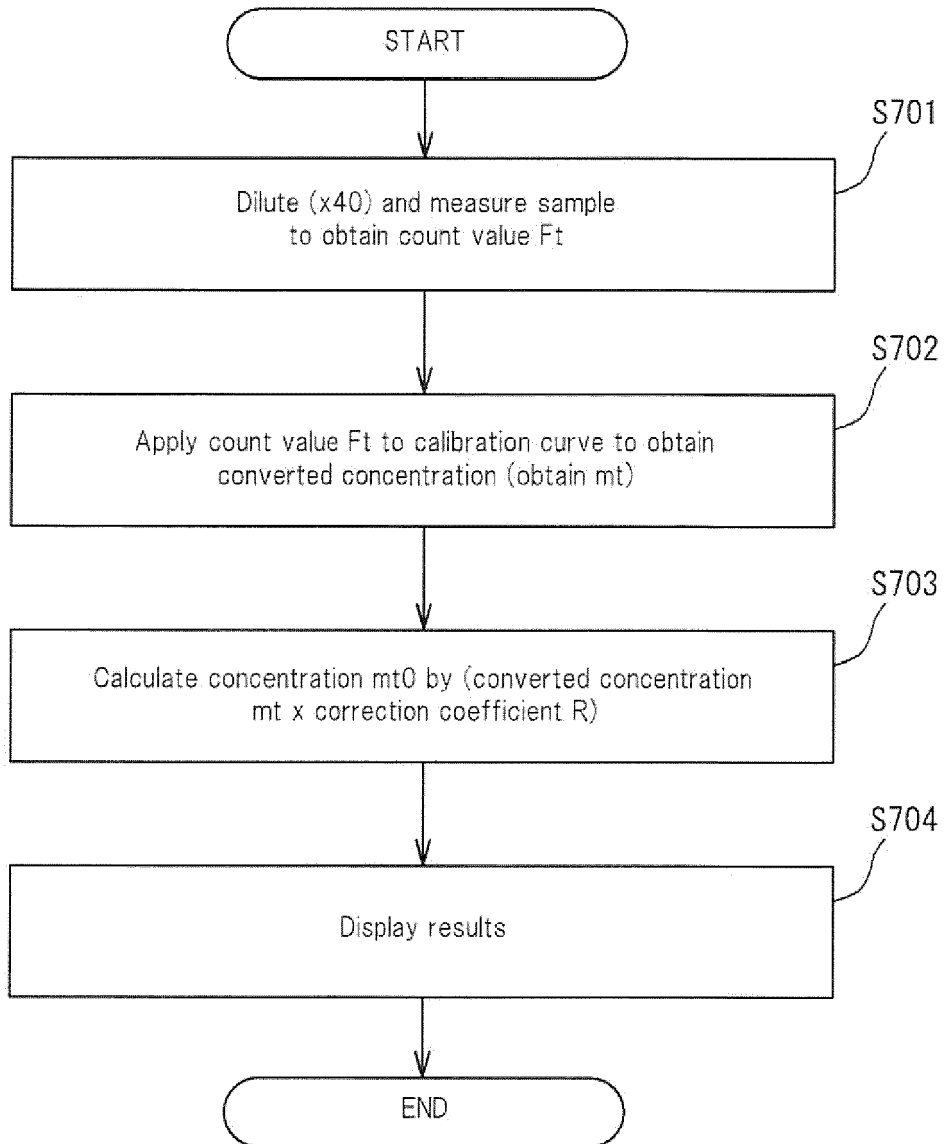 START
S701
Dilute (x40) and measure sample
to obtain count value Ft
S702
Apply count value Ft to calibration curve to obtain
converted concentration (obtain mt)
S703
Calculate concentration mt0 by (converted concentration
mt x correction coefficient R)
S704
Display results
END